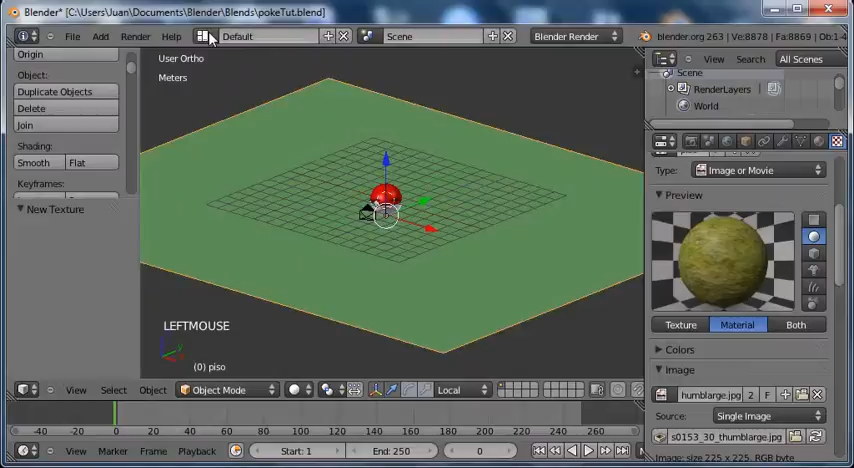 Blender* [C:\Users\Juan\Documents\Blender\Blends\pokeTut.blend]
File Add Render Help Default Scene Blender Render blender.org 263 | Ve:8878 | Fa:8869 | Ob:1-4
Origin
Object:
Duplicate Objects
Delete
Join
Shading:
Smooth Flat
Keyframes:
New Texture
User Ortho
Meters
LEFTMOUSE
(0) piso
View Search All Scenes
Scene
RenderLayers
World
Type: Image or Movie
Preview
Texture Material Both
Colors
Image
humblarge.jpg 2 F
Source: Single Image
s0153_30_thumblarge.jpg
Image: size 225 x 225, RGB byte
View Select Object Object Mode Local
-40 -20 0 20 40 60 80 100 120 140 160 180 200 220 240 260
View Marker Frame Playback Start: 1 End: 250 0